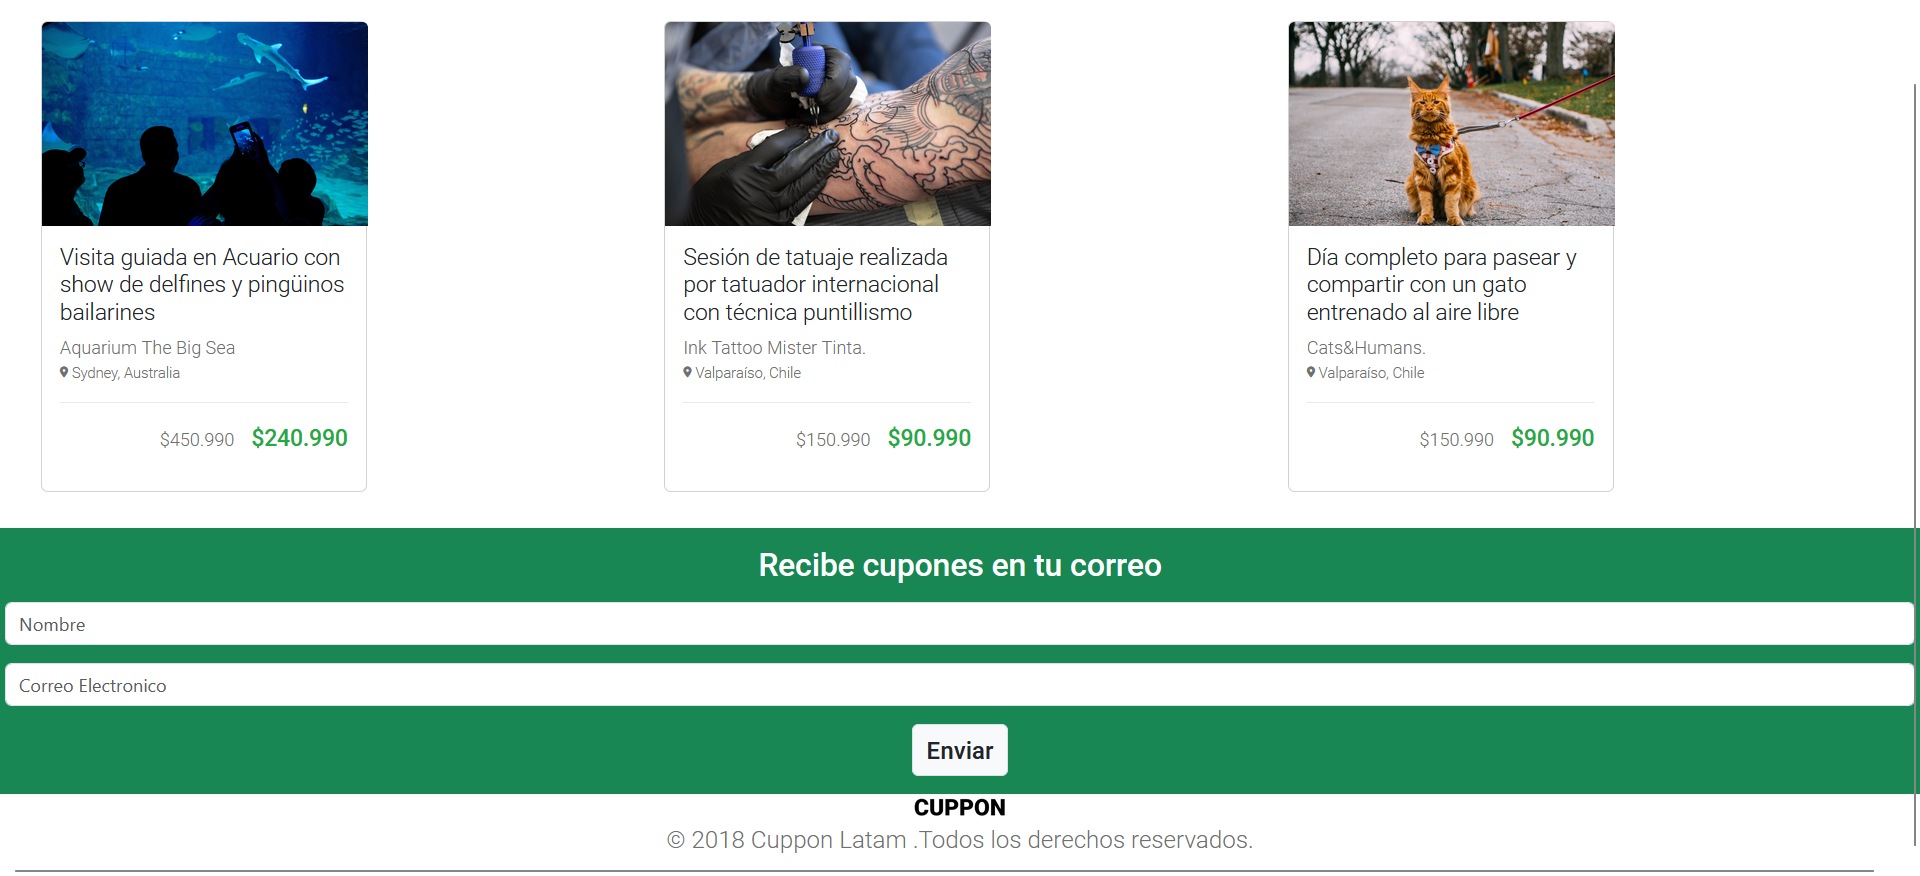 Visita guiada en Acuario con
show de delfines y pingüinos
bailarines
Aquarium The Big Sea
Sydney, Australia
$450.990 $240.990
Sesión de tatuaje realizada
por tatuador internacional
con técnica puntillismo
Ink Tattoo Mister Tinta.
Valparaíso, Chile
$150.990 $90.990
Día completo para pasear y
compartir con un gato
entrenado al aire libre
Cats&Humans.
Valparaíso, Chile
$150.990 $90.990
Recibe cupones en tu correo
Nombre
Correo Electronico
Enviar
CUPPON
© 2018 Cuppon Latam .Todos los derechos reservados.